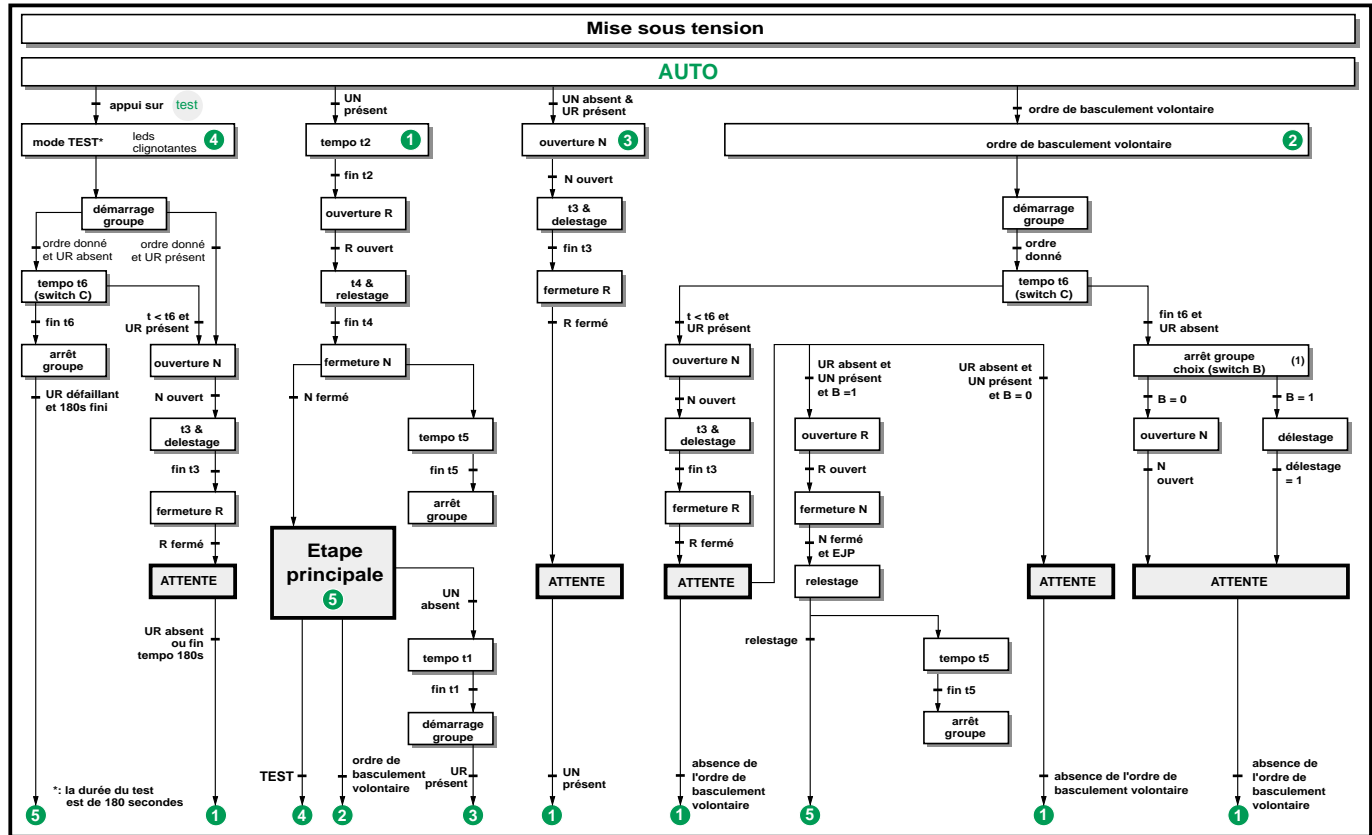 Mise sous tension
AUTO
appui sur test
UN
présent
UN absent &
UR présent
ordre de basculement volontaire
mode TEST*
leds
clignotantes
4
tempo t2
1
ouverture N
3
ordre de basculement volontaire
2
démarrage
groupe
ordre donné
et UR absent
ordre donné
et UR présent
tempo t6
(switch C)
fin t6
t < t6 et
UR présent
arrêt
groupe
ouverture N
UR défaillant
et 180s fini
N ouvert
t3 &
delestage
fin t3
fermeture R
R fermé
ATTENTE
UR absent
ou fin
tempo 180s
*: la durée du test
est de 180 secondes
5
1
fin t2
ouverture R
R ouvert
t4 &
relestage
fin t4
fermeture N
N fermé
tempo t5
fin t5
arrêt
groupe
Etape
principale
5
UN
absent
tempo t1
fin t1
démarrage
groupe
TEST
ordre de
basculement
volontaire
UR
présent
4
2
3
N ouvert
t3 &
delestage
fin t3
fermeture R
R fermé
ATTENTE
UN
présent
1
démarrage
groupe
ordre
donné
tempo t6
(switch C)
t < t6 et
UR présent
fin t6 et
UR absent
ouverture N
N ouvert
t3 &
delestage
fin t3
fermeture R
R fermé
ATTENTE
absence de
l'ordre de
basculement
volontaire
1
UR absent et
UN présent
et B =1
ouverture R
R ouvert
fermeture N
N fermé
et EJP
relestage
relestage
5
tempo t5
fin t5
arrêt
groupe
UR absent et
UN présent
et B = 0
ATTENTE
absence de l'ordre de
basculement volontaire
1
arrêt groupe
choix (switch B)
(1)
B = 0
B = 1
ouverture N
délestage
N
ouvert
délestage
= 1
ATTENTE
absence de
l'ordre de
basculement
volontaire
1